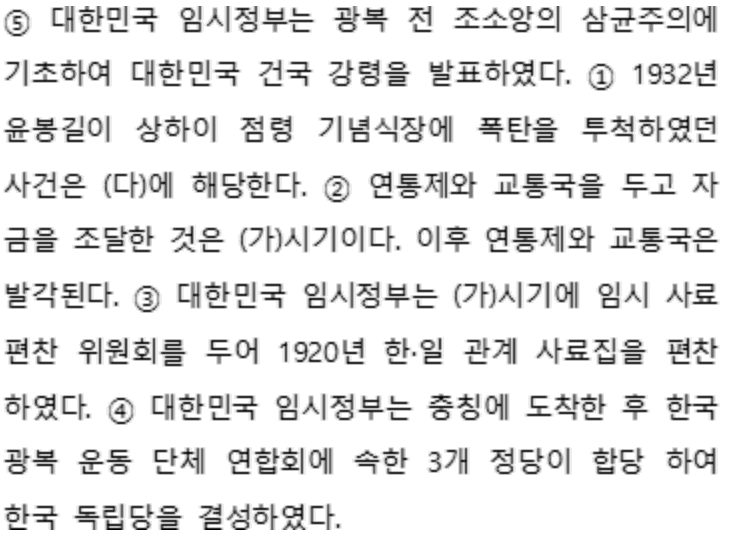 ⑤ 대한민국 임시정부는 광복 전 조소앙의 삼균주의에
기초하여 대한민국 건국 강령을 발표하였다. ① 1932년
윤봉길이 상하이 점령 기념식장에 폭탄을 투척하였던
사건은 (다)에 해당한다. ② 연통제와 교통국을 두고 자
금을 조달한 것은 (가)시기이다. 이후 연통제와 교통국은
발각된다. ③ 대한민국 임시정부는 (가)시기에 임시 사료
편찬 위원회를 두어 1920년 한·일 관계 사료집을 편찬
하였다. ④ 대한민국 임시정부는 충칭에 도착한 후 한국
광복 운동 단체 연합회에 속한 3개 정당이 합당 하여
한국 독립당을 결성하였다.